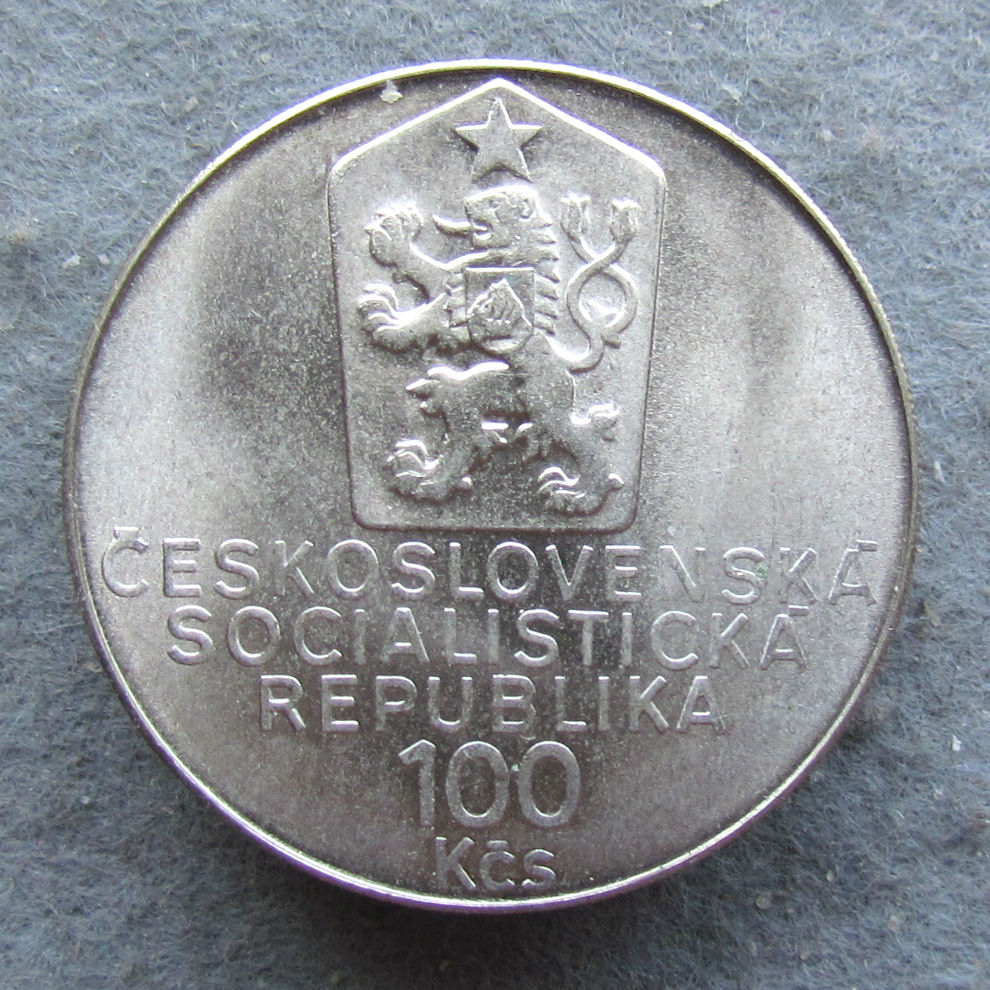 ČESKOSLOVENSKÁ
SOCIALISTICKÁ
REPUBLIKA
100
Kčs